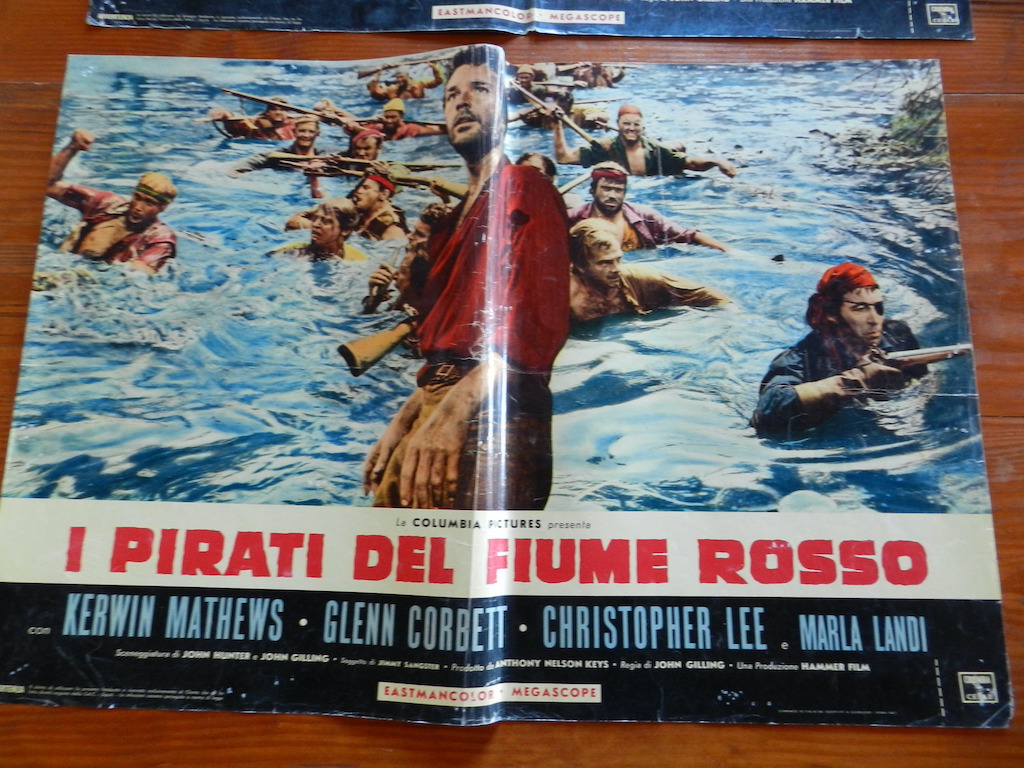 EASTMANCOLOR • MEGASCOPE
La COLUMBIA PICTURES presenta
I PIRATI DEL FIUME ROSSO
con KERWIN MATHEWS • GLENN CORBETT • CHRISTOPHER LEE e MARLA LANDI
Sceneggiatura di JOHN HUNTER e JOHN GILLING • Soggetto di JIMMY SANGSTER • Prodotto da ANTHONY NELSON KEYS • Regia di JOHN GILLING • Una Produzione HAMMER FILM
EASTMANCOLOR • MEGASCOPE